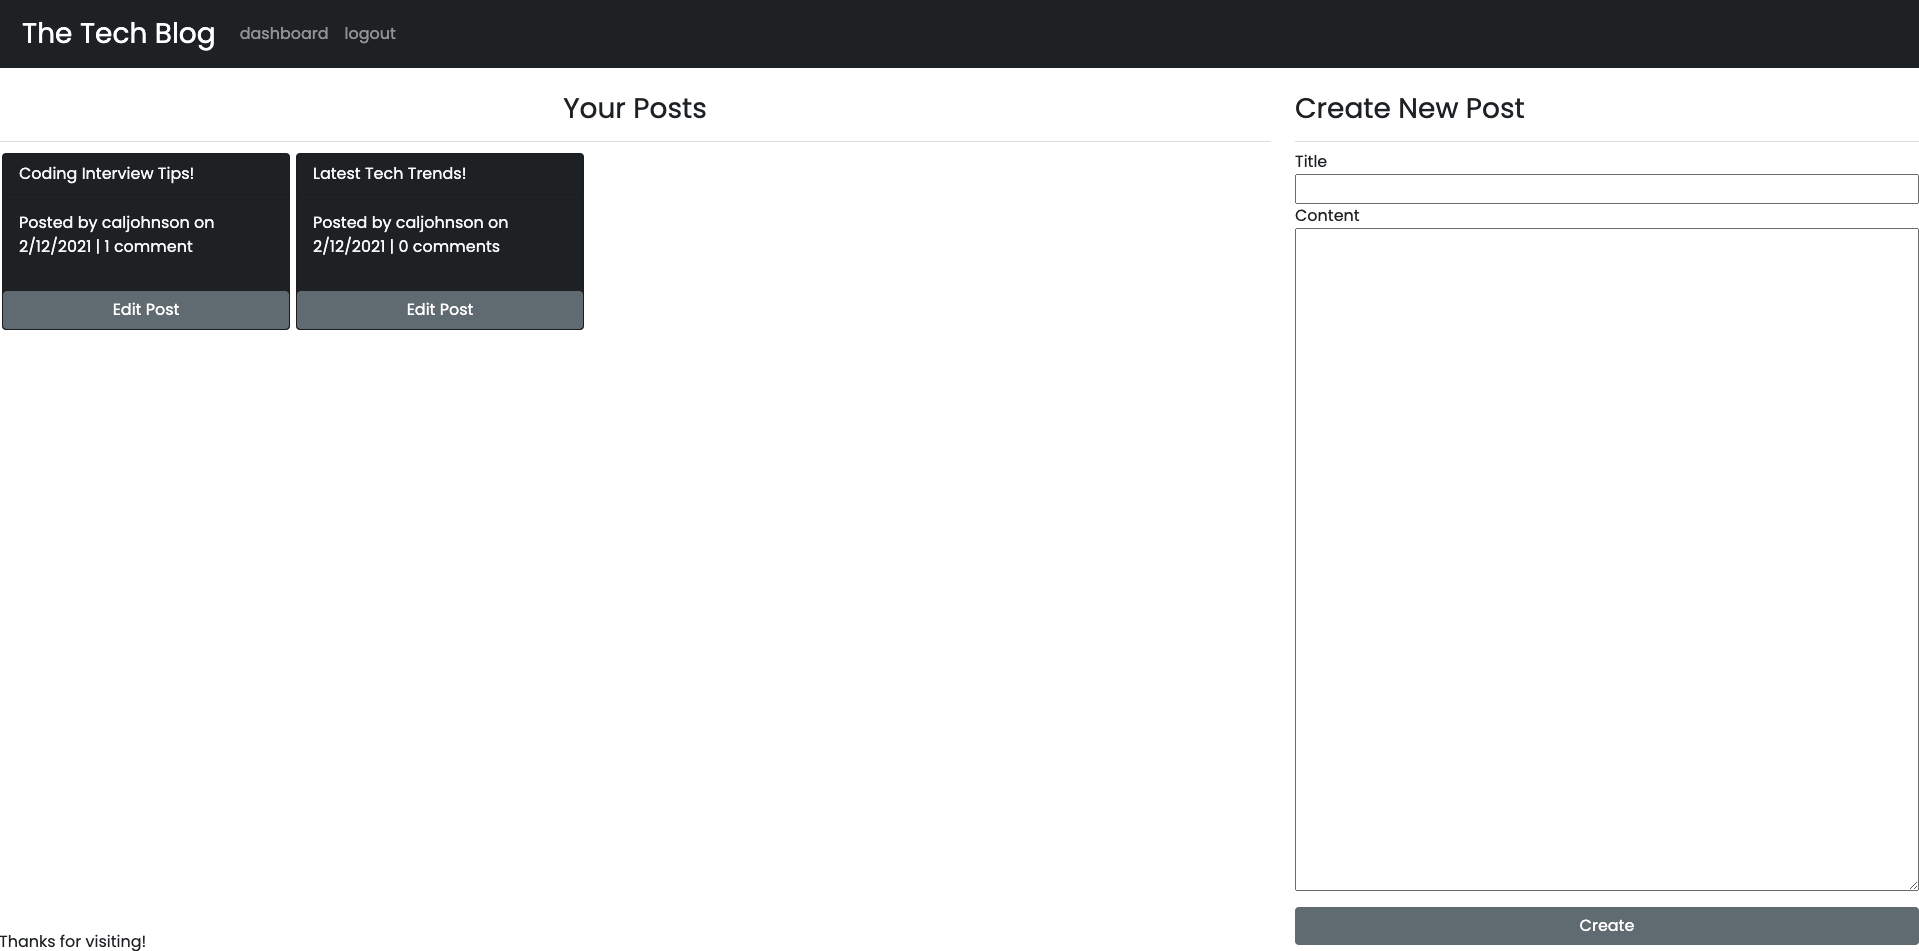 The Tech Blog dashboard logout
Your Posts
Coding Interview Tips!
Posted by caljohnson on
2/12/2021 | 1 comment
Edit Post
Latest Tech Trends!
Posted by caljohnson on
2/12/2021 | 0 comments
Edit Post
Create New Post
Title
Content
Create
Thanks for visiting!